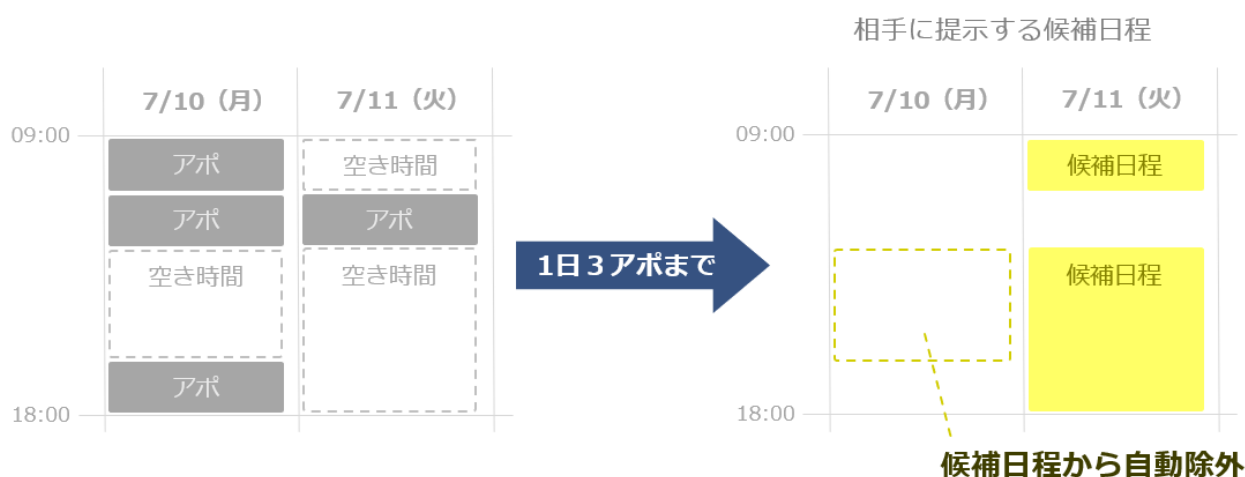 相手に提示する候補日程
7/10（月）
7/11（火）
09:00
アポ
空き時間
アポ
アポ
空き時間
空き時間
アポ
18:00
1日３アポまで
7/10（月）
7/11（火）
09:00
候補日程
候補日程
18:00
候補日程から自動除外